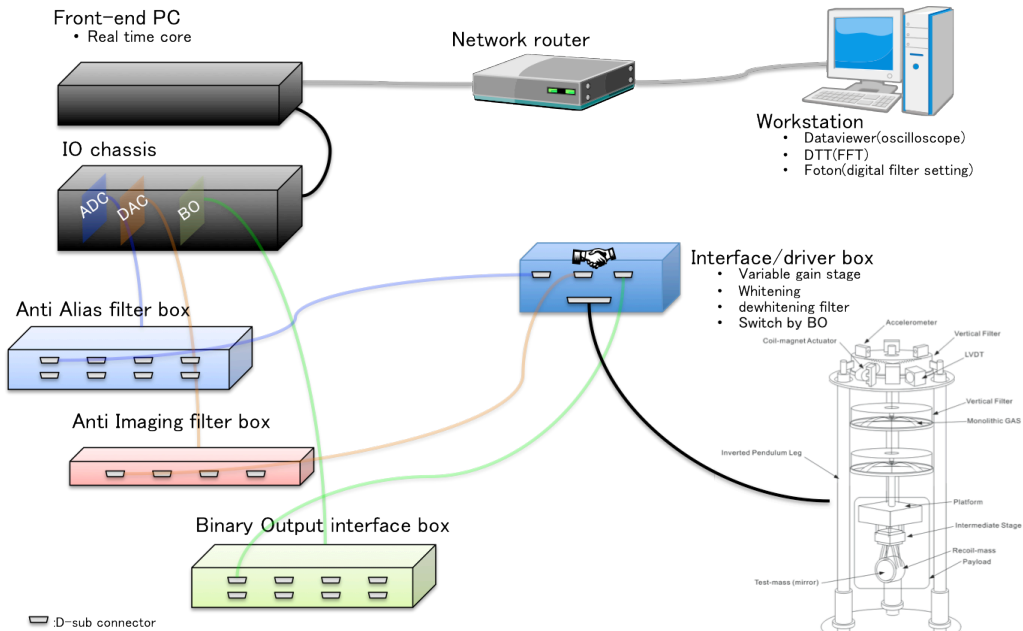 Front-end PC
• Real time core
Network router
Workstation
• Dataviewer(oscilloscope)
• DTT(FFT)
• Foton(digital filter setting)
IO chassis
ADC
DAC
BO
Interface/driver box
• Variable gain stage
• Whitening
• dewhitening filter
• Switch by BO
Anti Alias filter box
Anti Imaging filter box
Binary Output interface box
:D-sub connector
Accelerometer
Coil-magnet Actuator
Vertical Filter
LVDT
Vertical Filter
Monolithic GAS
Inverted Pendulum Leg
Platform
Intermediate Stage
Recoil-mass
Payload
Test-mass (mirror)